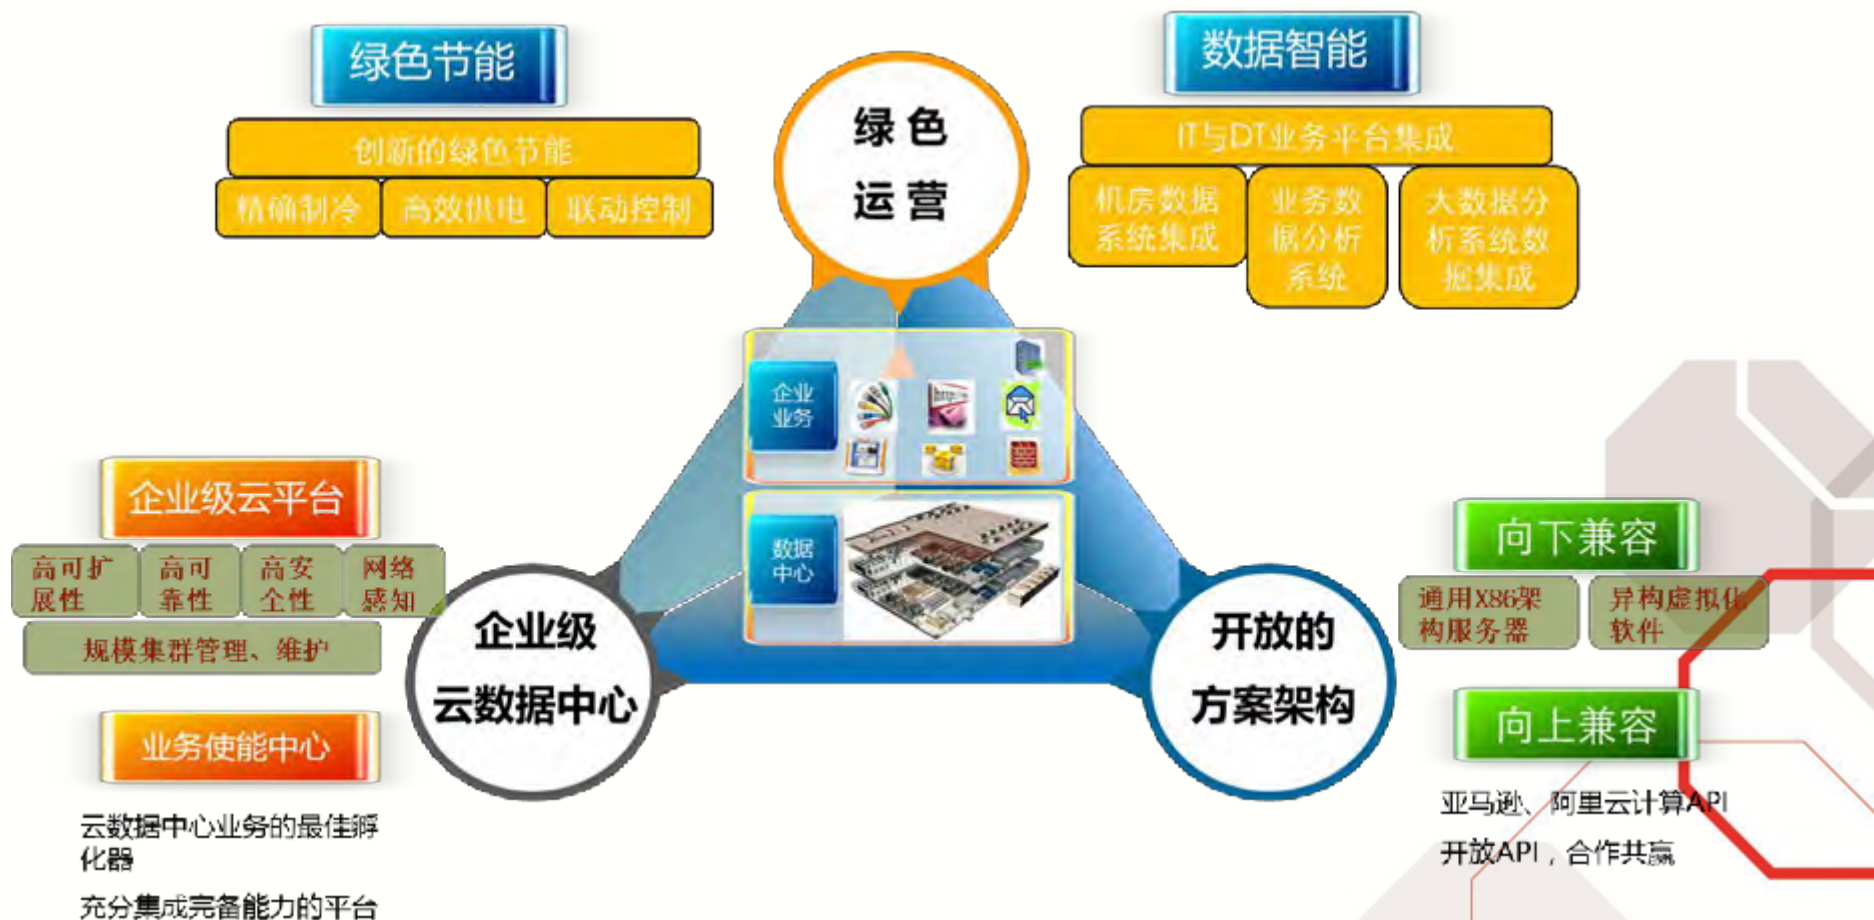 绿色节能
创新的绿色节能
精确制冷
高效供电
联动控制
绿色
运营
数据智能
IT与DT业务平台集成
机房数据
系统集成
业务数
据分析
系统
大数据分
析系统数
据集成
企业
业务
数据
中心
企业级云平台
高可扩
展性
高可
靠性
高安
全性
网络
感知
规模集群管理、维护
业务使能中心
云数据中心业务的最佳孵
化器
充分集成完备能力的平台
企业级
云数据中心
开放的
方案架构
向下兼容
通用X86架
构服务器
异构虚拟化
软件
向上兼容
亚马逊、阿里云计算API
开放API，合作共赢